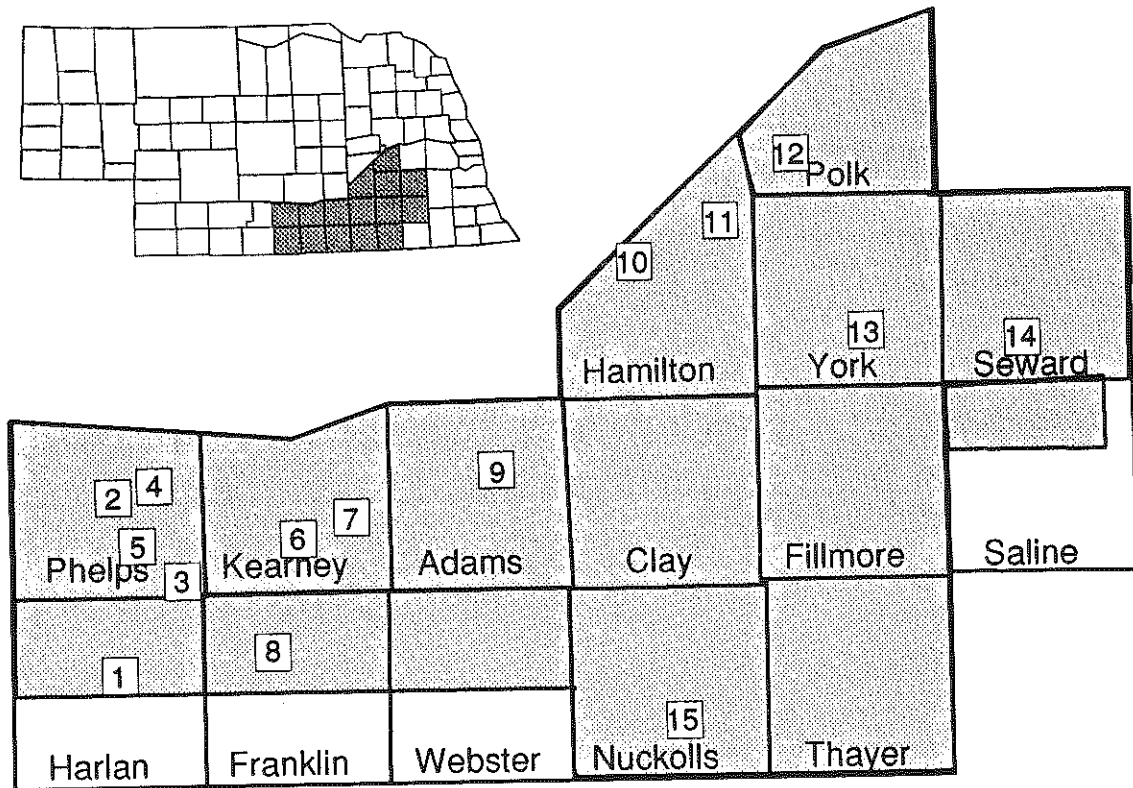 12
Polk
11
10
13
14
Hamilton
York
Seward
9
4
2
7
6
5
Phelps
Kearney
Adams
Clay
Fillmore
Saline
3
8
1
15
Harlan
Franklin
Webster
Nuckolls
Thayer